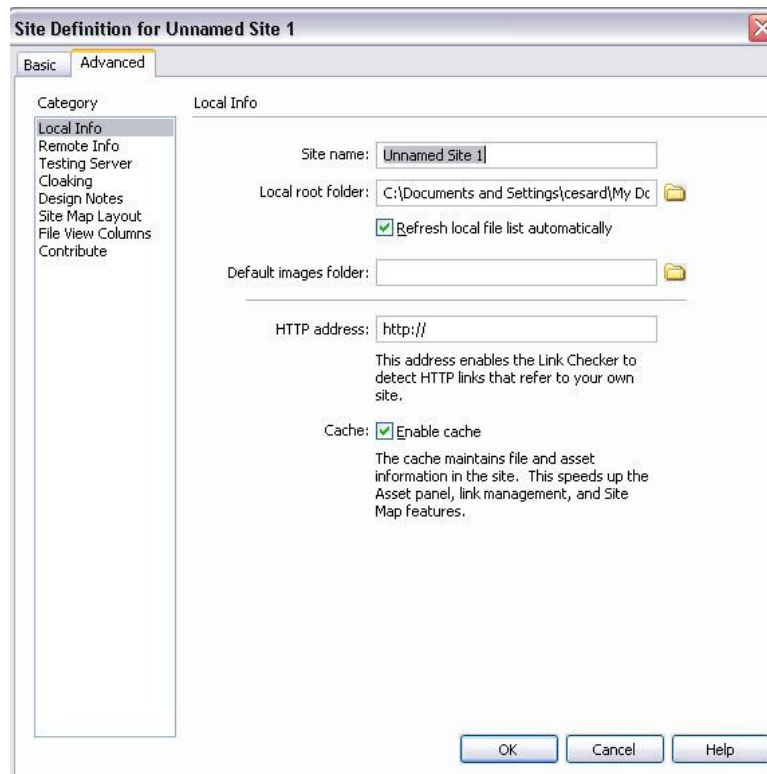 Site Definition for Unnamed Site 1
Basic
Advanced
Category
Local Info
Remote Info
Testing Server
Cloaking
Design Notes
Site Map Layout
File View Columns
Contribute
Local Info
Site name: Unnamed Site 1
Local root folder: C:\Documents and Settings\cesard\My Dc
Refresh local file list automatically
Default images folder:
HTTP address: http://
This address enables the Link Checker to
detect HTTP links that refer to your own
site.
Cache: Enable cache
The cache maintains file and asset
information in the site. This speeds up the
Asset panel, link management, and Site
Map features.
OK
Cancel
Help